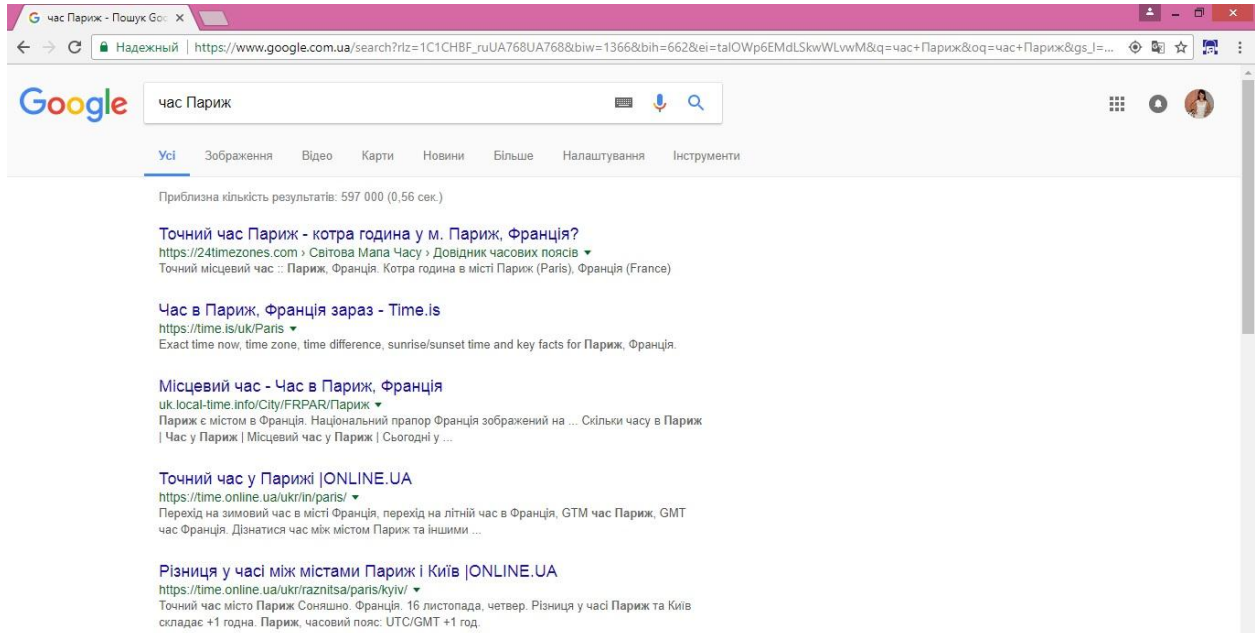 час Париж - Пошук Goo
Надежный | https://www.google.com.ua/search?rlz=1C1CHBF_ruUA768UA768&biw=1366&bih=662&ei=taIOWp6EMdLSkwWLvwM&q=час+Париж&oq=час+Париж&gs_l=...
Google
час Париж
Усі Зображення Відео Карти Новини Більше Налаштування Інструменти
Приблизна кількість результатів: 597 000 (0,56 сек.)
Точний час Париж - котра година у м. Париж, Франція?
https://24timezones.com › Світова Мапа Часу › Довідник часових поясів
Точний місцевий час :: Париж, Франція. Котра година в місті Париж (Paris), Франція (France)
Час в Париж, Франція зараз - Time.is
https://time.is/uk/Paris
Exact time now, time zone, time difference, sunrise/sunset time and key facts for Париж, Франція.
Місцевий час - Час в Париж, Франція
uk.local-time.info/City/FRPAR/Париж
Париж є містом в Франція. Національний прапор Франція зображений на ... Скільки часу в Париж
| Час у Париж | Місцевий час у Париж | Сьогодні у ...
Точний час у Парижі |ONLINE.UA
https://time.online.ua/ukr/in/paris/
Перехід на зимовий час в місті Франція, перехід на літній час в Франція, GTM час Париж, GMT
час Франція. Дізнатися час між містом Париж та іншими ...
Різниця у часі між містами Париж і Київ |ONLINE.UA
https://time.online.ua/ukr/raznitsa/paris/kyiv/
Точний час місто Париж Соняшно. Франція. 16 листопада, четвер. Різниця у часі Париж та Київ
складає +1 годна. Париж, часовий пояс: UTC/GMT +1 год.